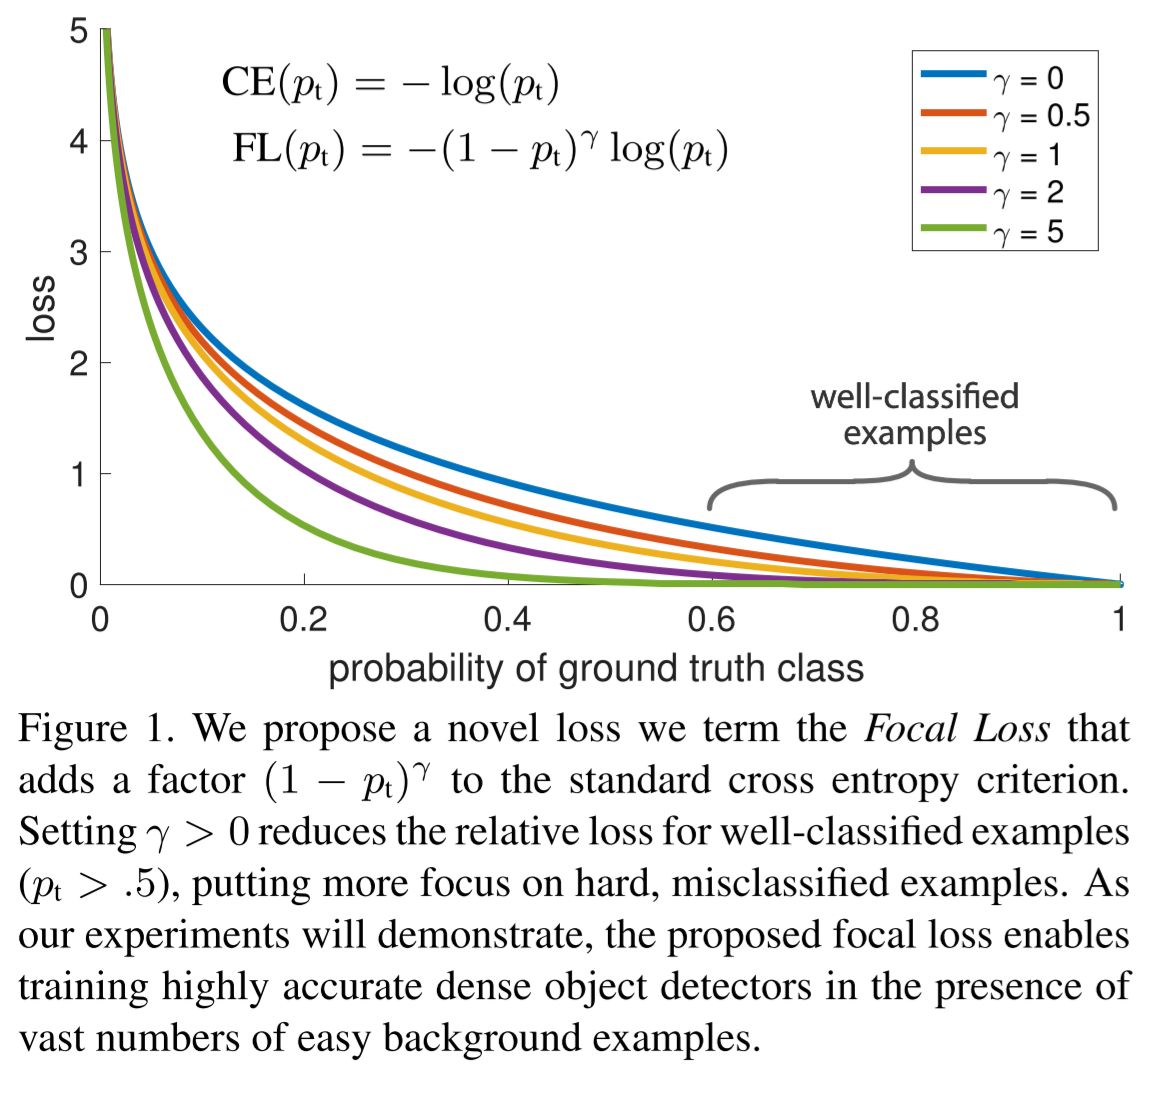 5
CE(pt) = − log(pt)
FL(pt) = −(1 − pt)γ log(pt)
γ = 0
γ = 0.5
γ = 1
γ = 2
γ = 5
4
3
2
1
0
loss
well-classified
examples
0 0.2 0.4 0.6 0.8 1
probability of ground truth class
Figure 1. We propose a novel loss we term the Focal Loss that
adds a factor (1 − pt)γ to the standard cross entropy criterion.
Setting γ > 0 reduces the relative loss for well-classified examples
(pt > .5), putting more focus on hard, misclassified examples. As
our experiments will demonstrate, the proposed focal loss enables
training highly accurate dense object detectors in the presence of
vast numbers of easy background examples.